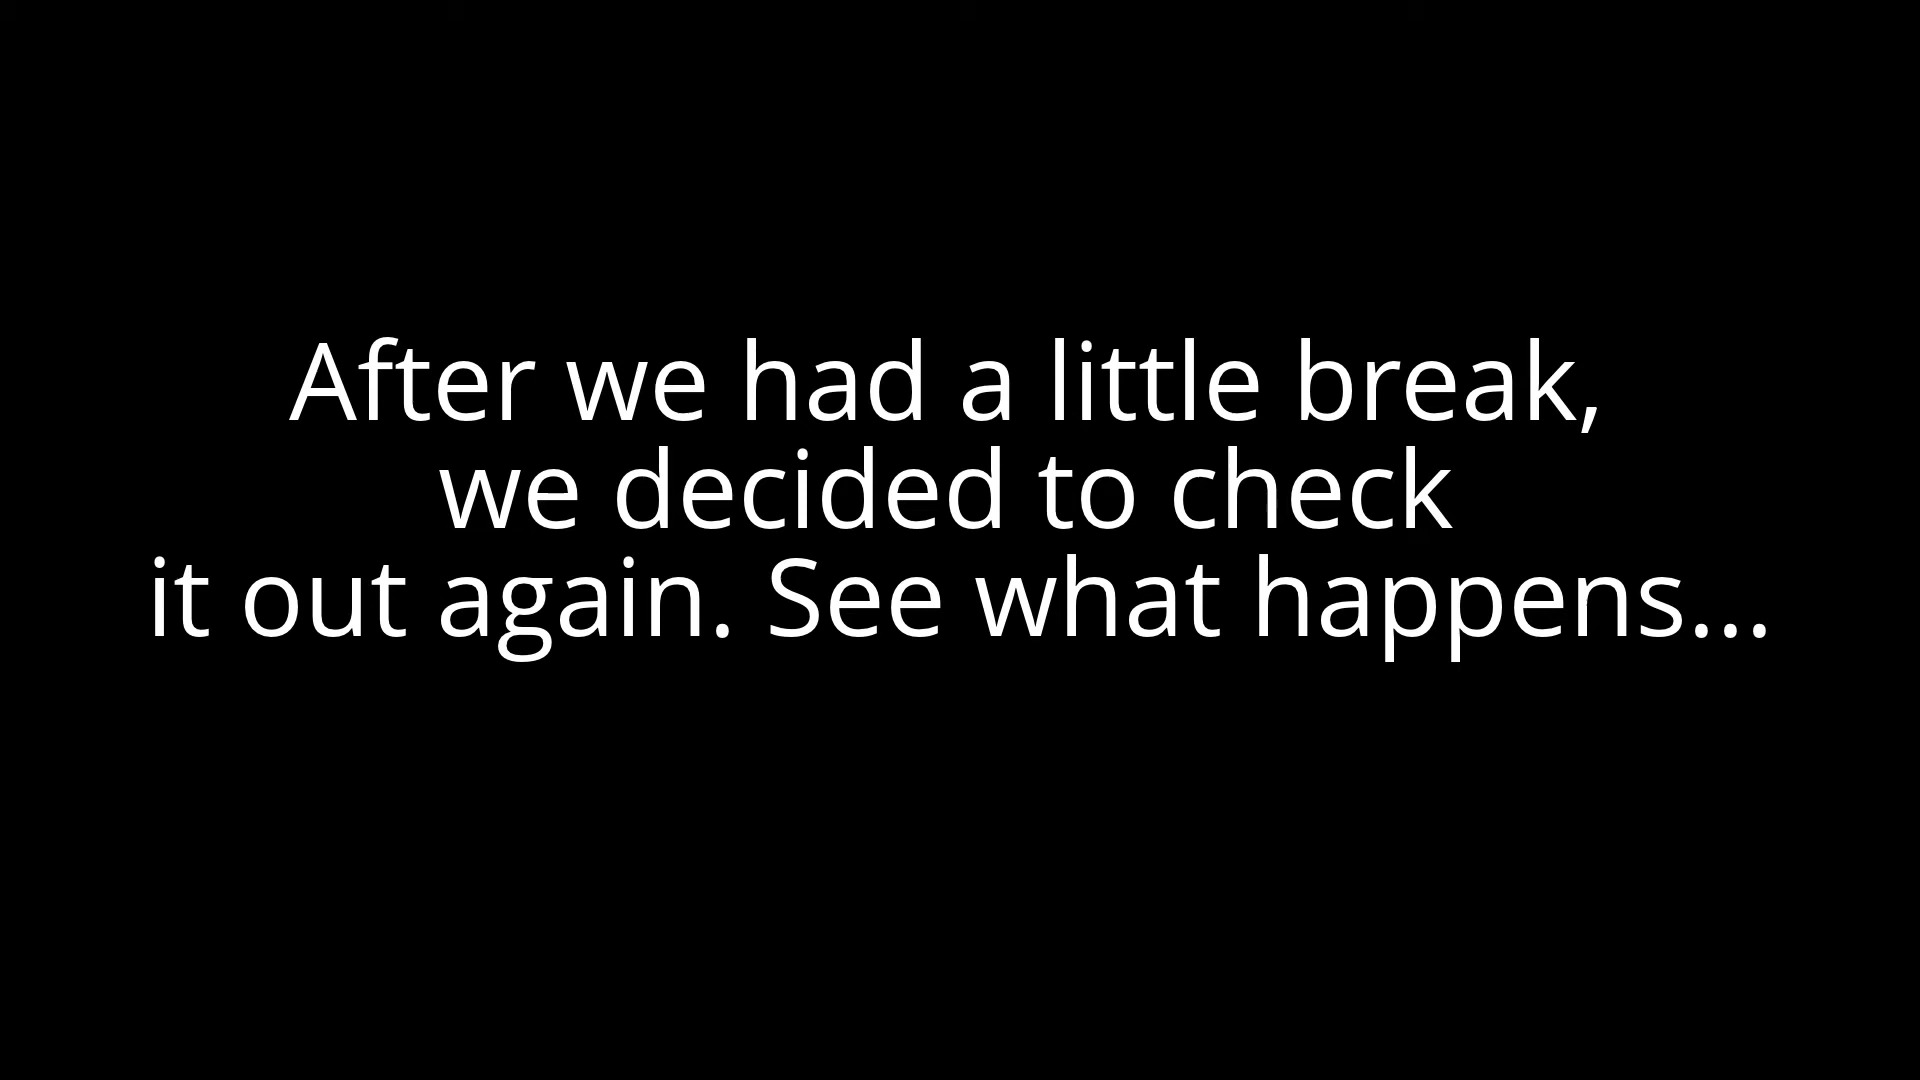 After we had a little break,
we decided to check
it out again. See what happens...